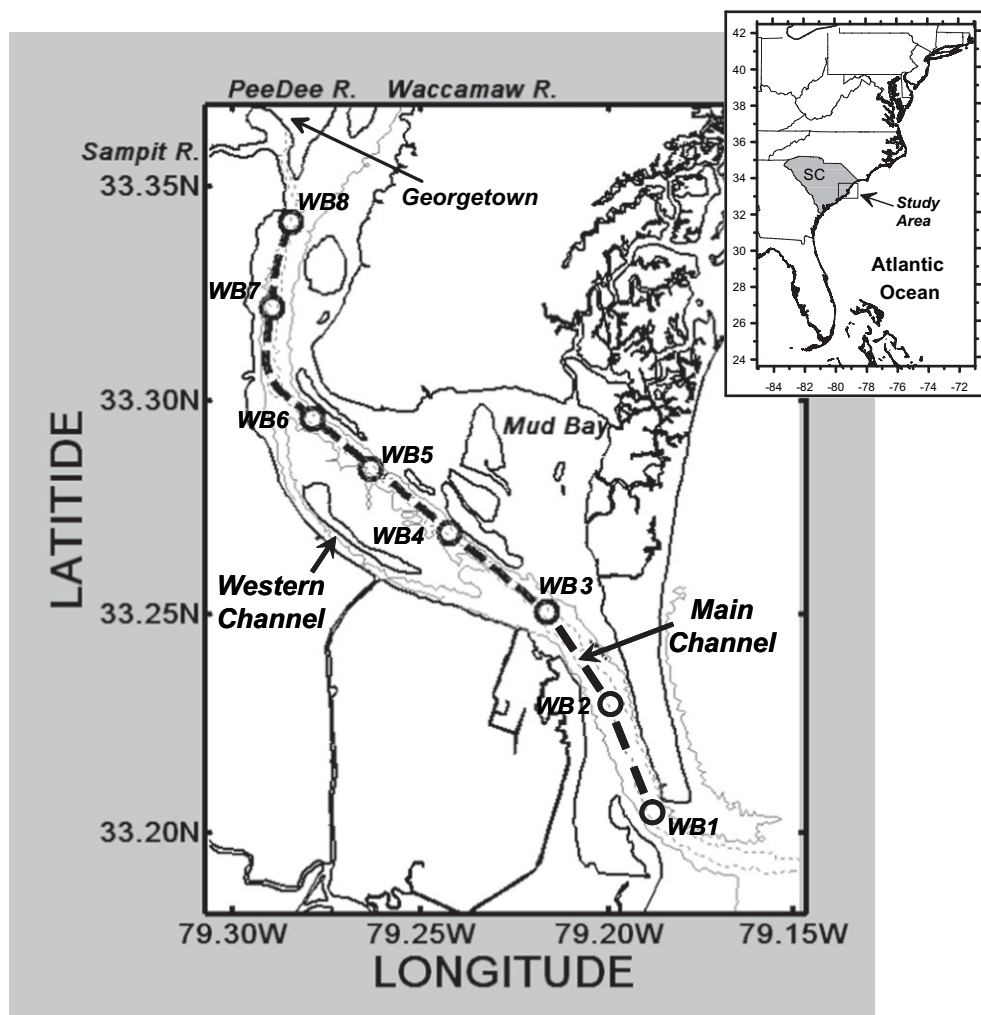 PeeDee R. Waccamaw R.
Sampit R.
33.35N
Georgetown
WB8
WB7
33.30N
WB6
Mud Bay
WB5
WB4
WB3
33.25N
Western
Channel
Main
Channel
WB2
WB1
33.20N
79.30W 79.25W 79.20W 79.15W
LONGITUDE
LATITIDE
42
40
38
36
34
32
30
28
26
24
SC
Study
Area
Atlantic
Ocean
-84 -82 -80 -78 -76 -74 -72